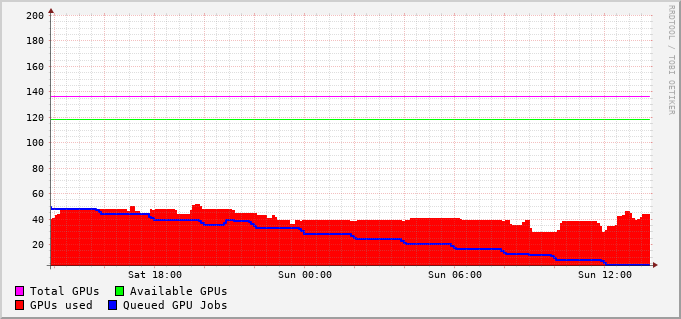 200
180
160
140
120
100
80
60
40
20
Sat 18:00 Sun 00:00 Sun 06:00 Sun 12:00
Total GPUs Available GPUs
GPUs used Queued GPU Jobs
RRDTOOL / TOBI OETIKER